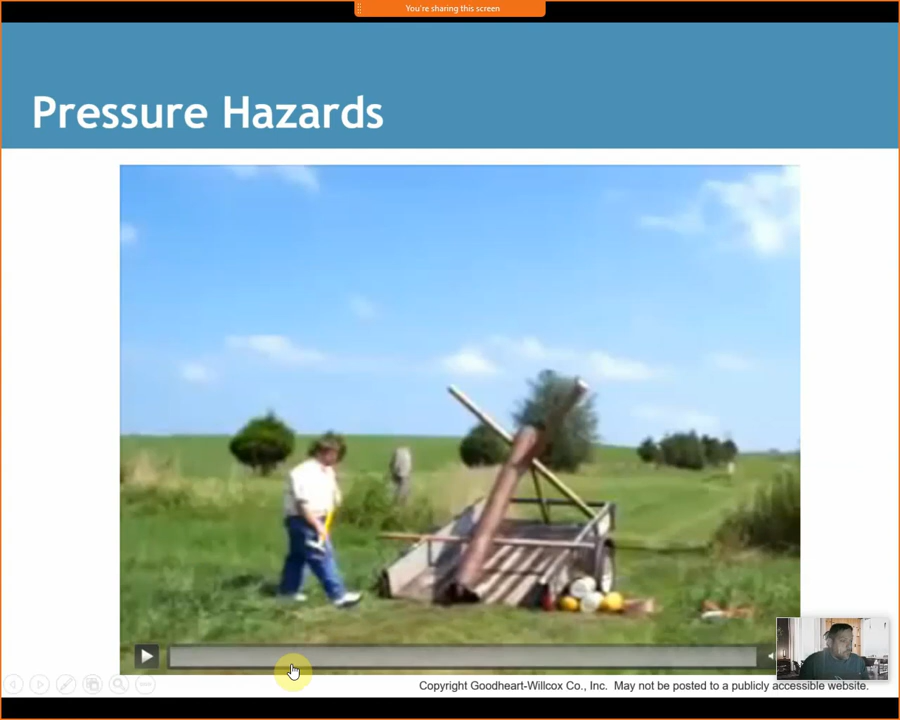 You're sharing this screen
Pressure Hazards
Copyright Goodheart-Willcox Co., Inc. May not be posted to a publicly accessible website.